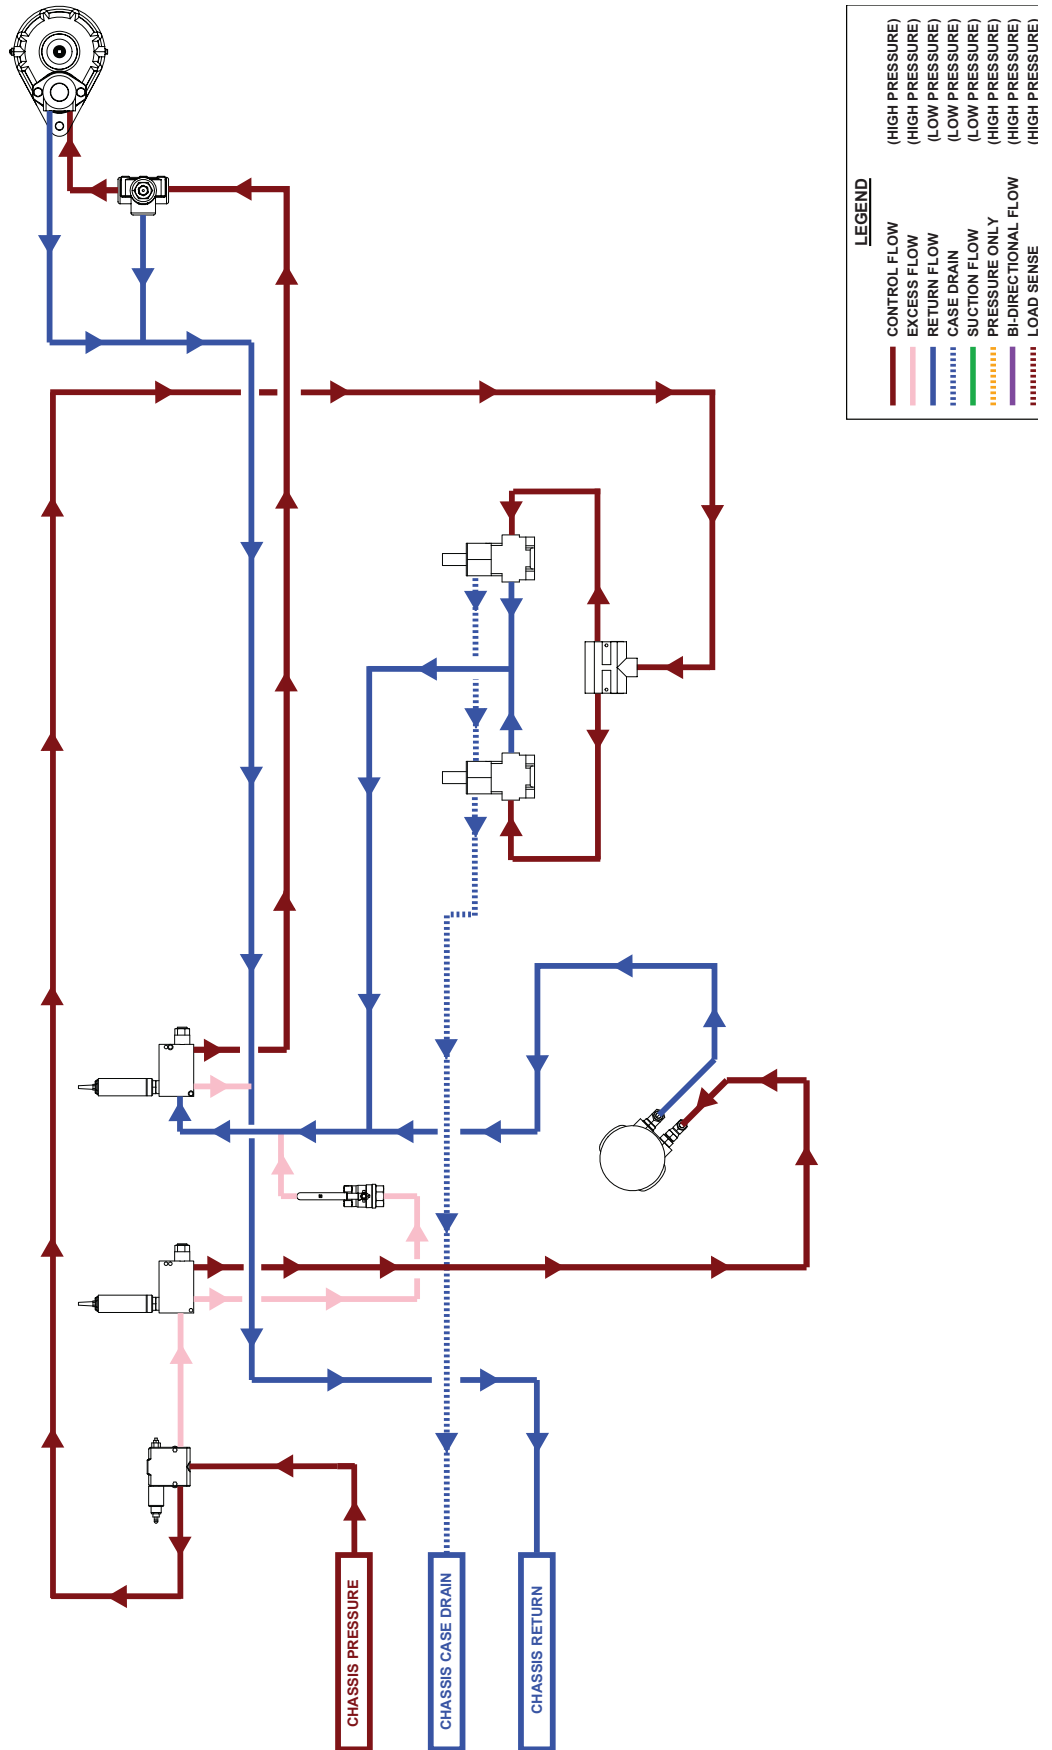 LEGEND
CONTROL FLOW (HIGH PRESSURE)
EXCESS FLOW (HIGH PRESSURE)
RETURN FLOW (LOW PRESSURE)
CASE DRAIN (LOW PRESSURE)
SUCTION FLOW (LOW PRESSURE)
PRESSURE ONLY (HIGH PRESSURE)
BI-DIRECTIONAL FLOW (HIGH PRESSURE)
LOAD SENSE (HIGH PRESSURE)
CHASSIS PRESSURE
CHASSIS CASE DRAIN
CHASSIS RETURN